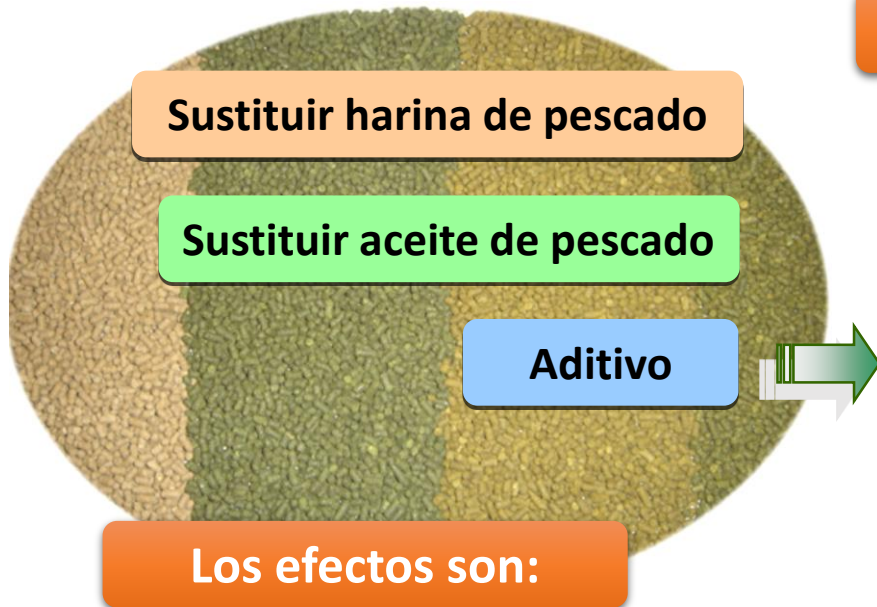 Sustituir harina de pescado
Sustituir aceite de pescado
Aditivo
Los efectos son: